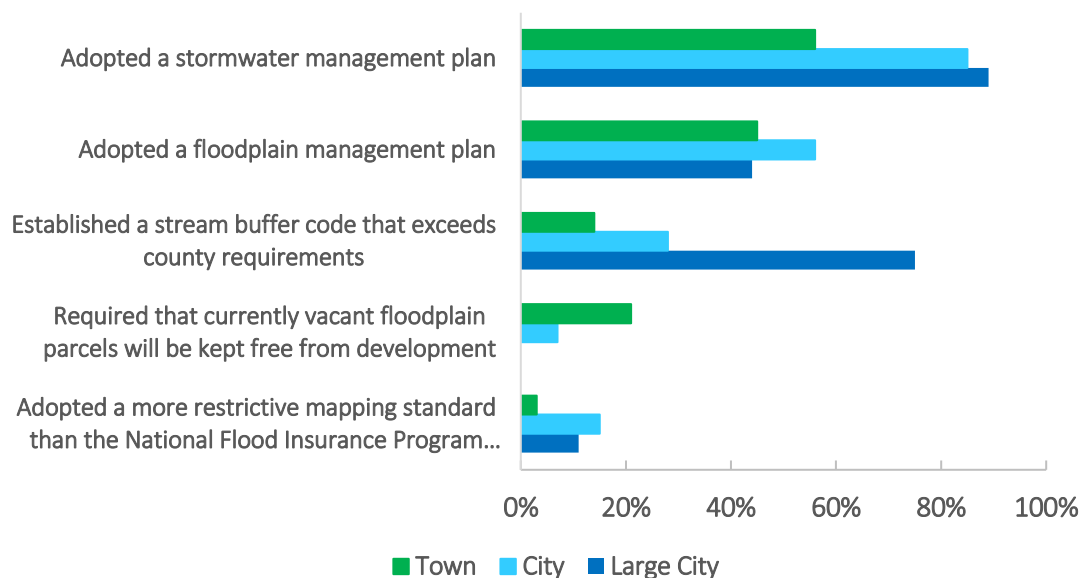 Adopted a stormwater management plan
Adopted a floodplain management plan
Established a stream buffer code that exceeds
county requirements
Required that currently vacant floodplain
parcels will be kept free from development
Adopted a more restrictive mapping standard
than the National Flood Insurance Program...
0% 20% 40% 60% 80% 100%
Town City Large City